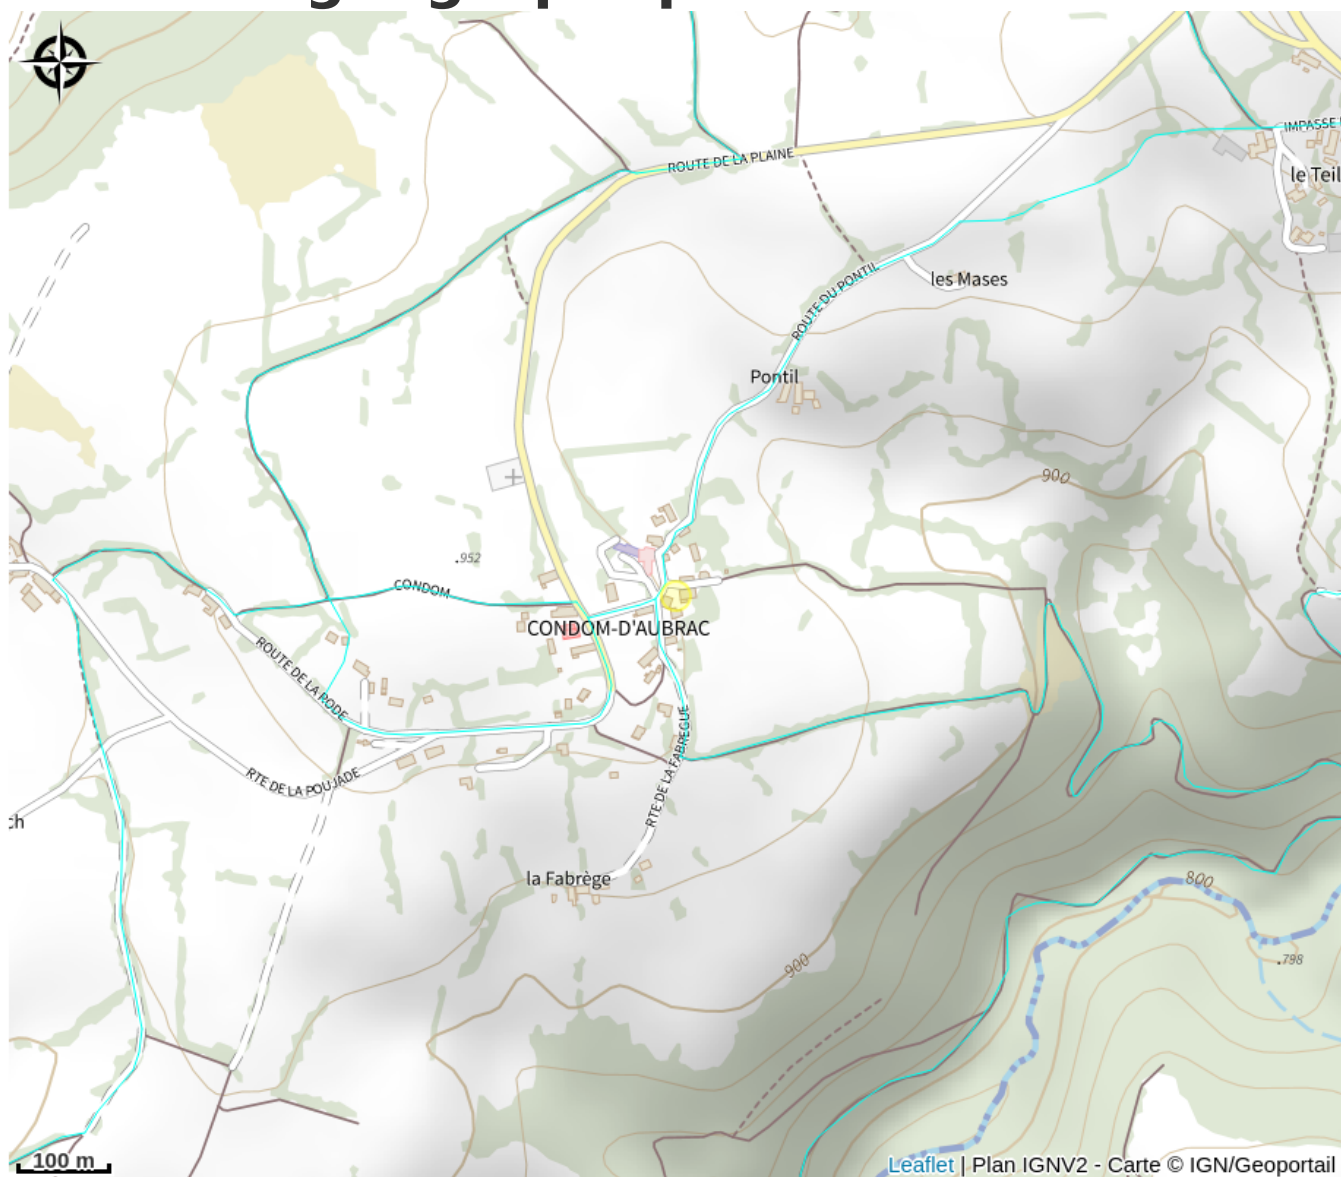 ROUTE DE LA PLAINE
IMPASSE
le Teil
les Mases
ROUTE DU PONTIL
Pontil
900
952
CONDOM
CONDOM-D'AUBRAC
ROUTE DE LA RODE
RTE DE LA FABREGUE
RTE DE LA POUJADE
ch
la Fabrège
800
900
798
100 m
Leaflet | Plan IGNV2 - Carte © IGN/Geoportail